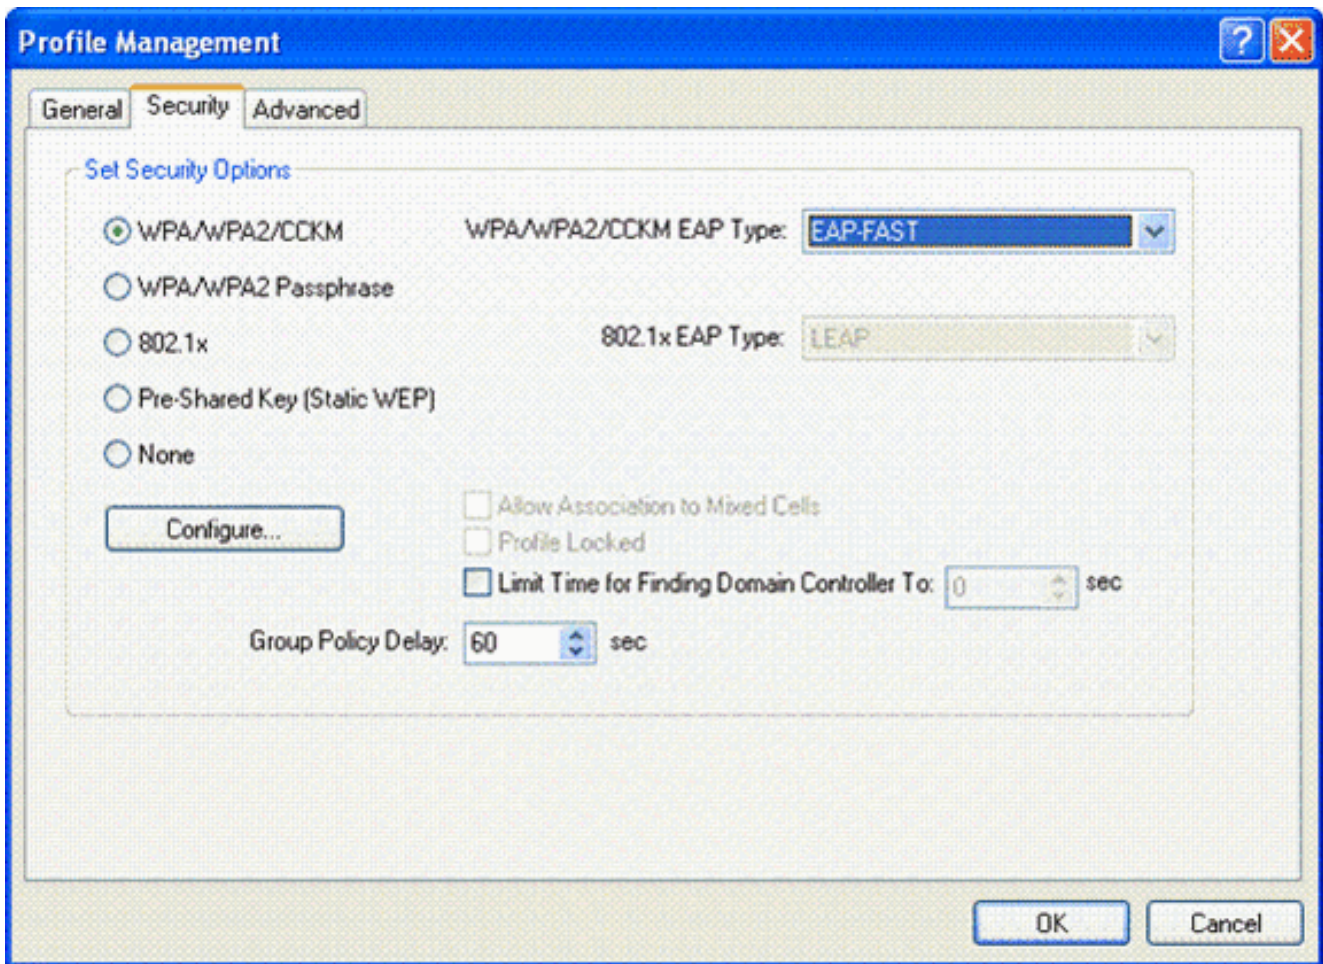 Profile Management
General Security Advanced
Set Security Options
WPA/WPA2/CCKM WPA/WPA2/CCKM EAP Type: EAP-FAST
WPA/WPA2 Passphrase
802.1x 802.1x EAP Type: LEAP
Pre-Shared Key (Static WEP)
None
Configure... Allow Association to Mixed Cells
Profile Locked
Limit Time for Finding Domain Controller To: 0 sec
Group Policy Delay: 60 sec
OK Cancel